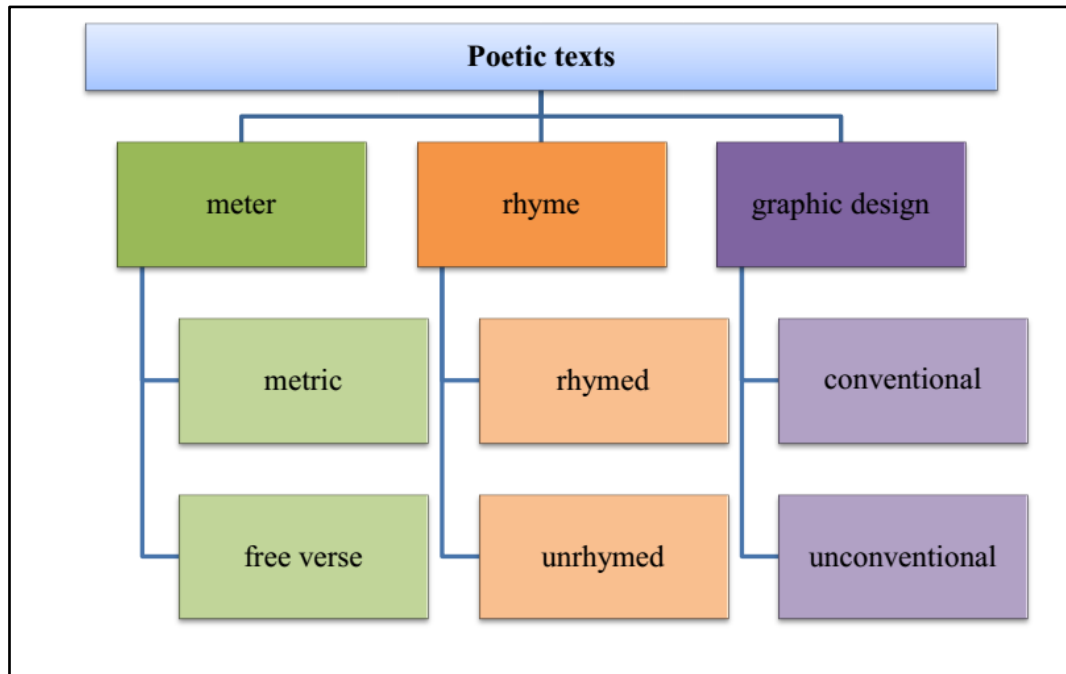 Poetic texts
meter
rhyme
graphic design
metric
rhymed
conventional
free verse
unrhymed
unconventional